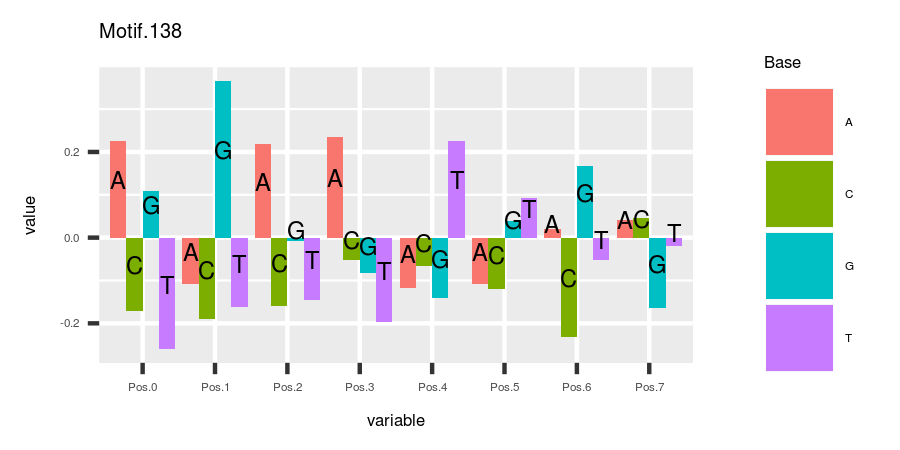 Motif.138
Base
A
C
G
T
value
0.2
0.0
-0.2
A C G T
A C G T
A C G T
A C G T
A C G T
A C G T
A C G T
A C G T
Pos.0 Pos.1 Pos.2 Pos.3 Pos.4 Pos.5 Pos.6 Pos.7
variable